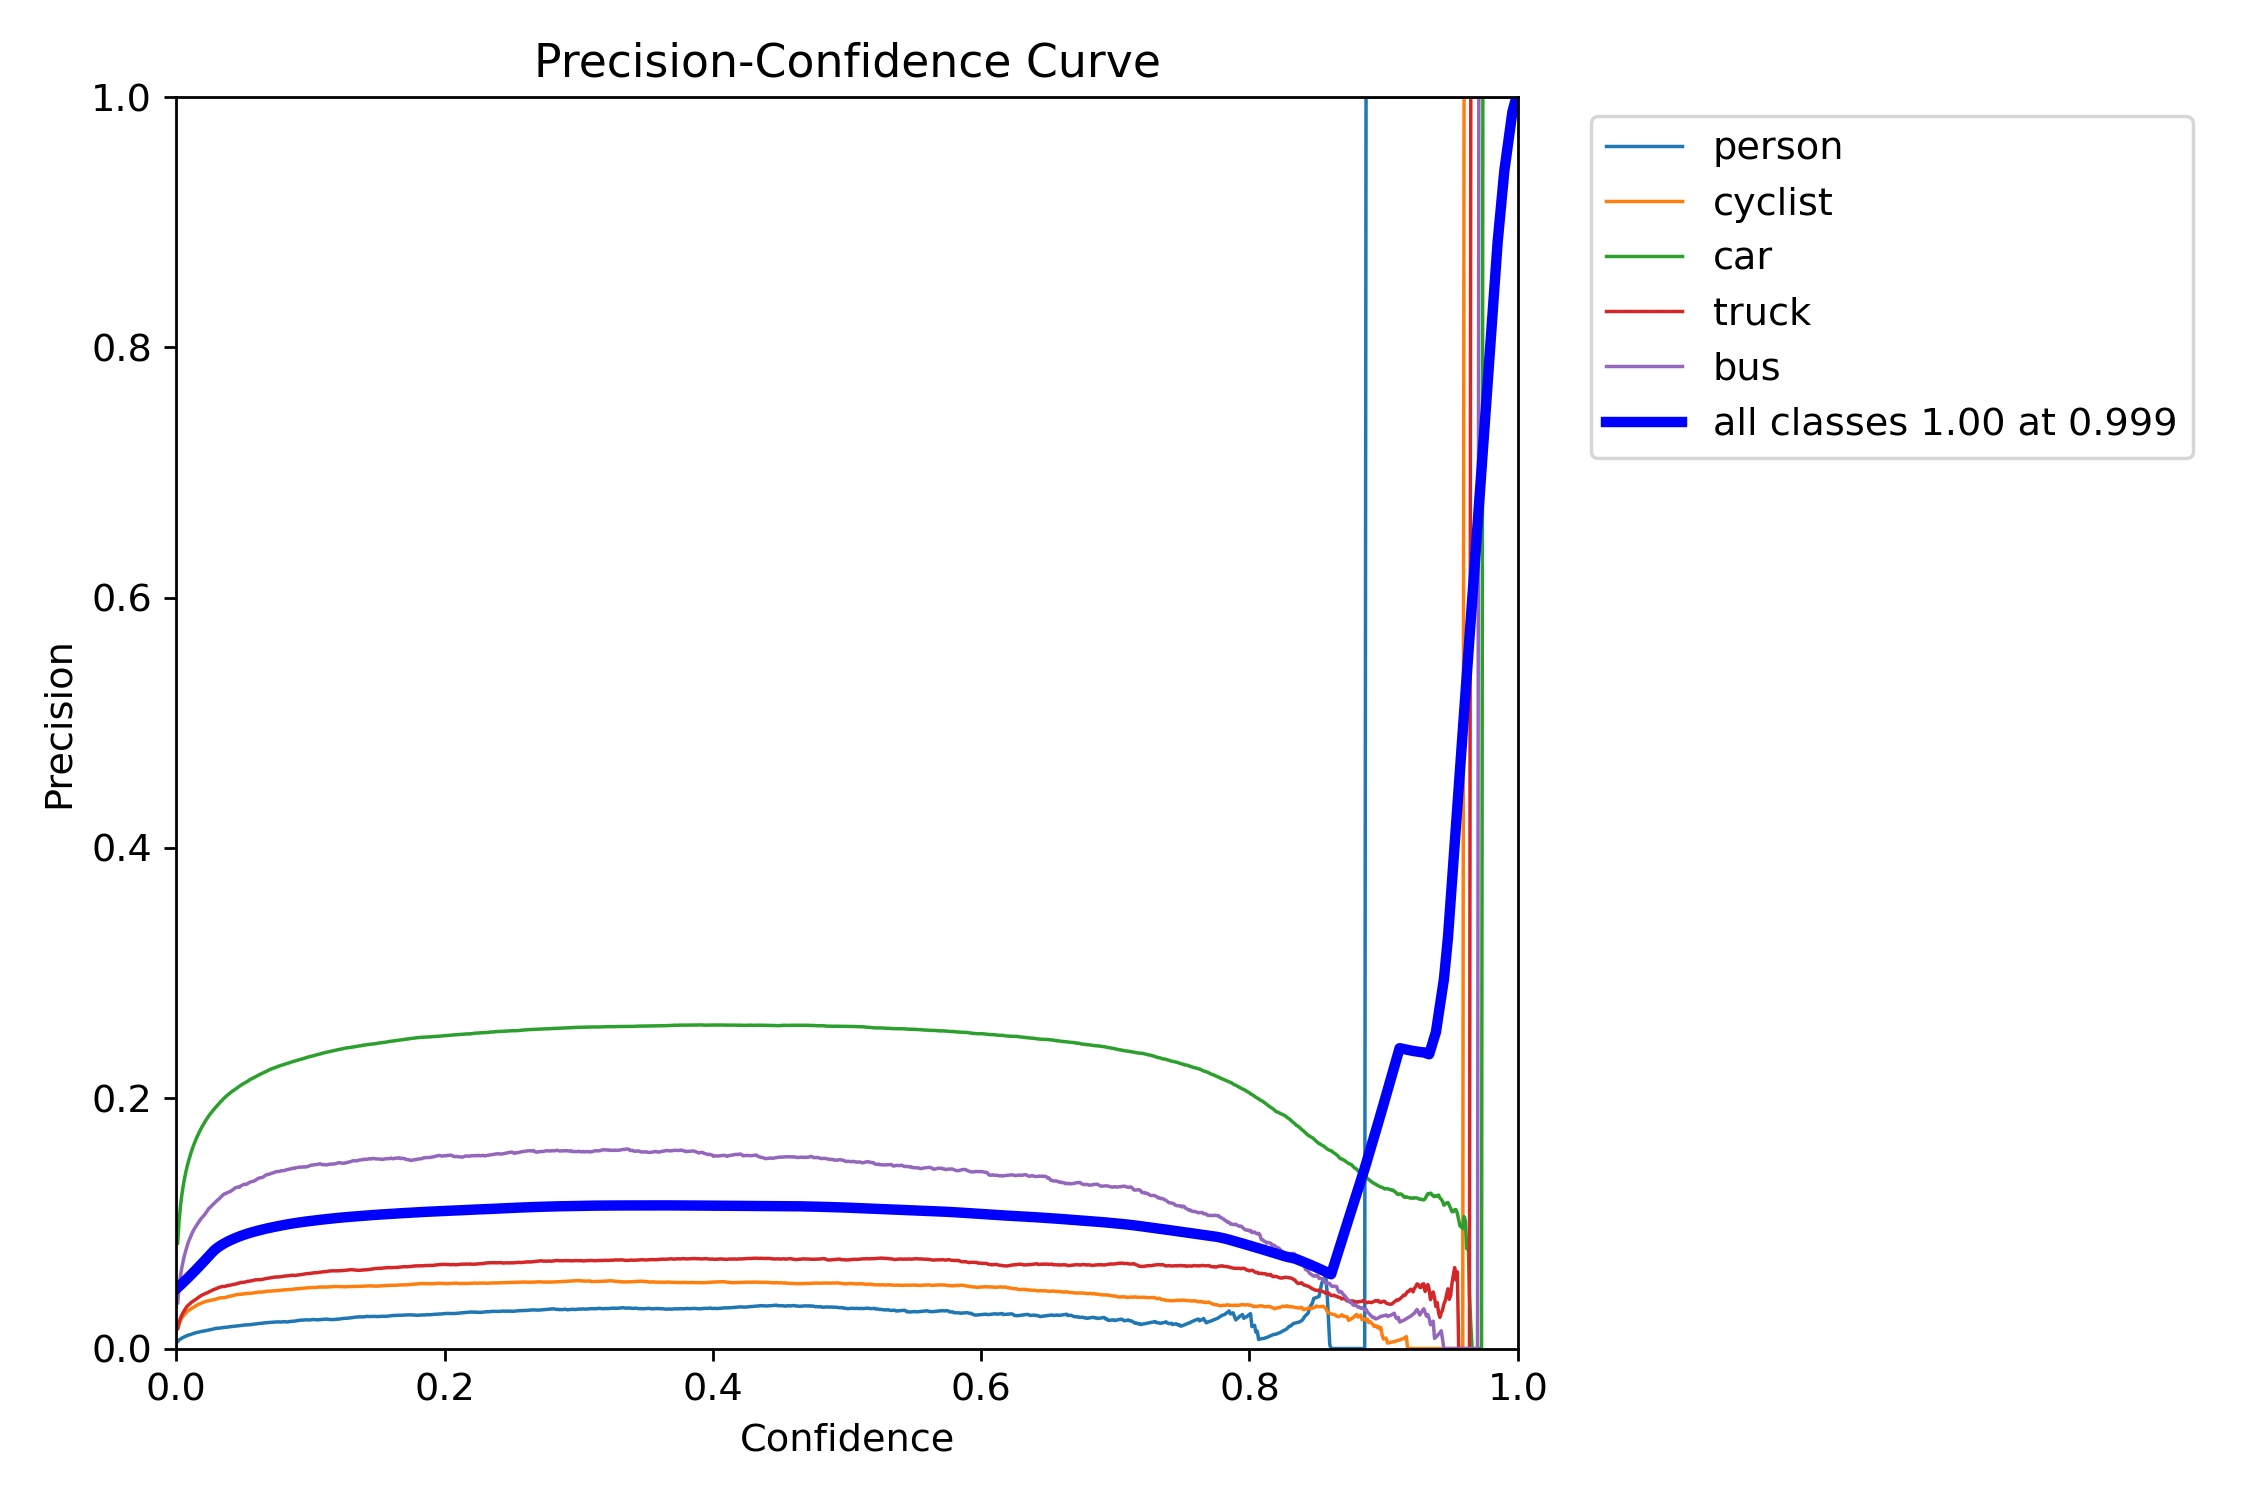 Precision-Confidence Curve
1.0
0.8
0.6
0.4
0.2
0.0
Precision
0.0 0.2 0.4 0.6 0.8 1.0
Confidence
person
cyclist
car
truck
bus
all classes 1.00 at 0.999